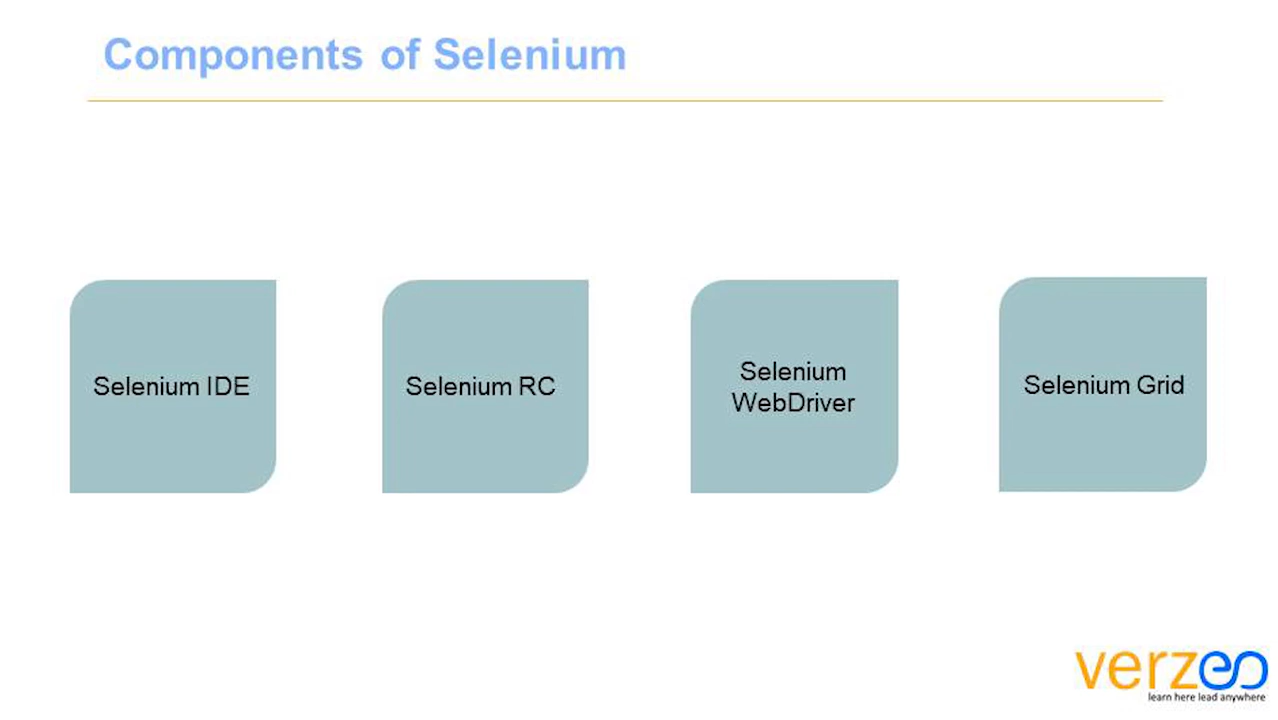 Components of Selenium
Selenium IDE
Selenium RC
Selenium
WebDriver
Selenium Grid
verzeo
learn here lead anywhere